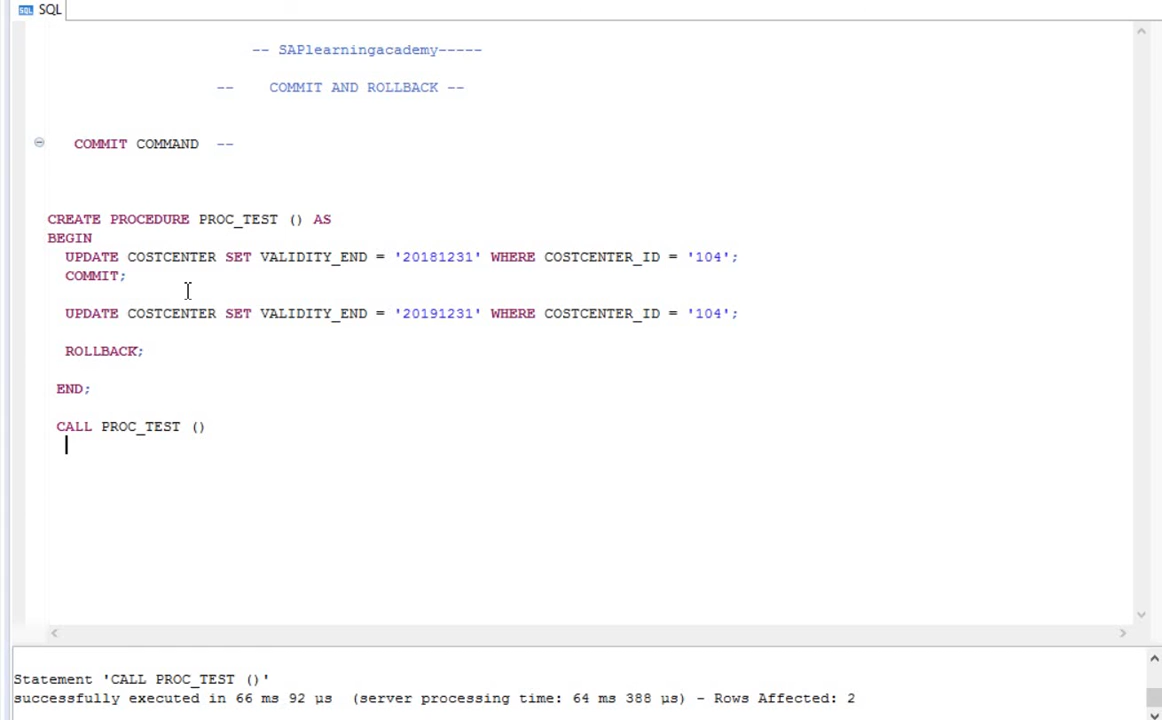 SQL
-- SAPlearningacademy-----
-- COMMIT AND ROLLBACK --
COMMIT COMMAND --
CREATE PROCEDURE PROC_TEST () AS
BEGIN
UPDATE COSTCENTER SET VALIDITY_END = '20181231' WHERE COSTCENTER_ID = '104';
COMMIT;
UPDATE COSTCENTER SET VALIDITY_END = '20191231' WHERE COSTCENTER_ID = '104';
ROLLBACK;
END;
CALL PROC_TEST ()
Statement 'CALL PROC_TEST ()'
successfully executed in 66 ms 92 µs (server processing time: 64 ms 388 µs) - Rows Affected: 2